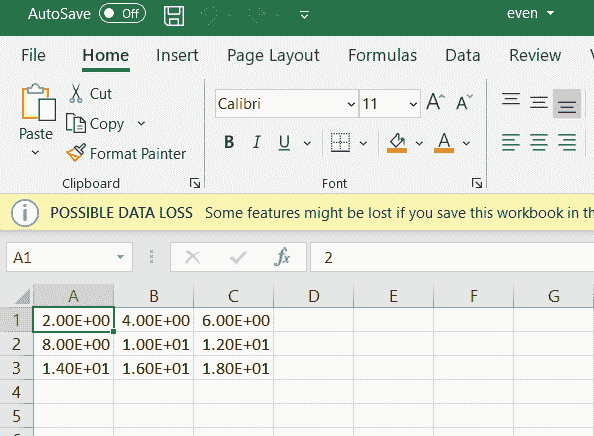 AutoSave Off even
File Home Insert Page Layout Formulas Data Review
Cut
Copy
Format Painter
Paste
Calibri 11 A A
B I U A
Clipboard Font
POSSIBLE DATA LOSS Some features might be lost if you save this workbook in th
A1 fx 2
A B C D E F G
1 2.00E+00 4.00E+00 6.00E+00
2 8.00E+00 1.00E+01 1.20E+01
3 1.40E+01 1.60E+01 1.80E+01
4
5